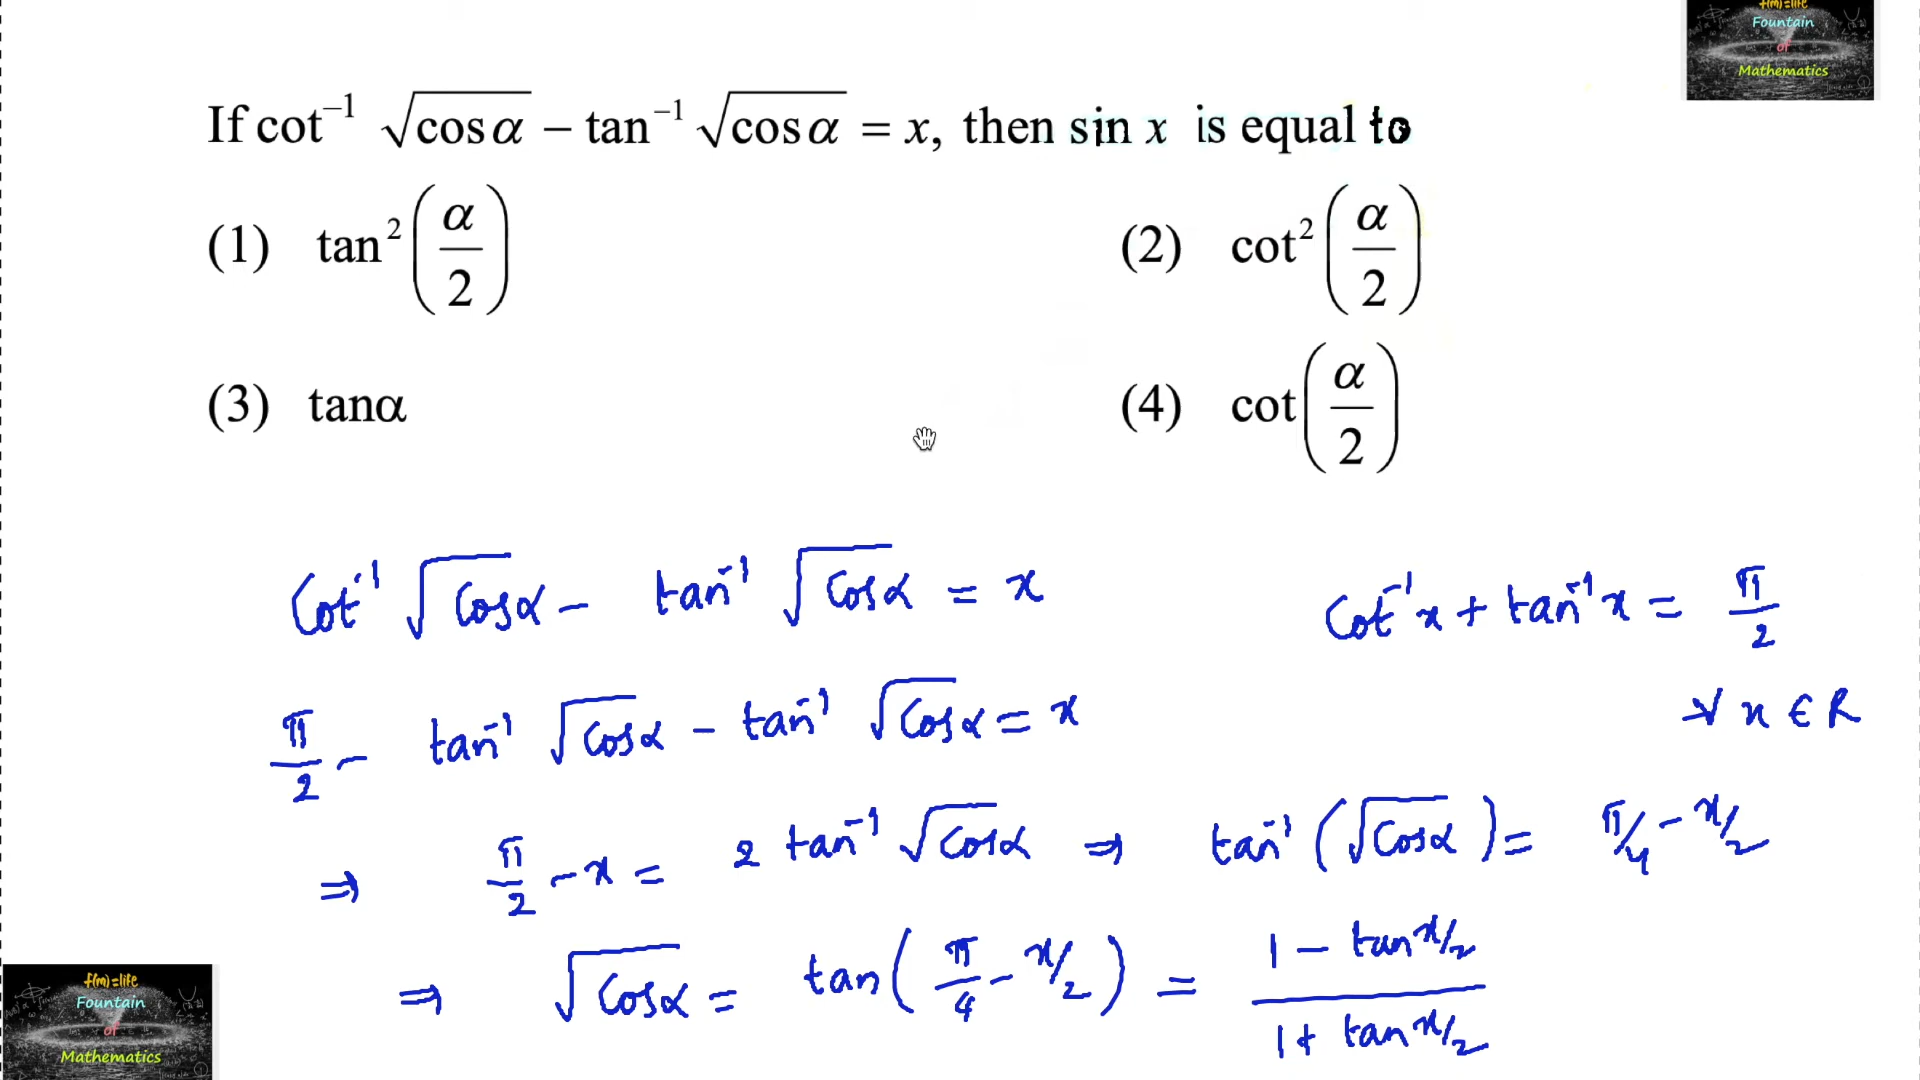 f(m)=life
Fountain
of
Mathematics
If cot⁻¹ √cos α − tan⁻¹ √cos α = x, then sin x is equal to
(1) tan² (α/2) (2) cot² (α/2)
(3) tanα (4) cot (α/2)
Cot⁻¹ √Cosα − tan⁻¹ √Cosα = x Cot⁻¹x + tan⁻¹x = π/2
π/2 − tan⁻¹ √Cosα − tan⁻¹ √Cosα = x ∀ x ∈ R
⇒ π/2 − x = 2 tan⁻¹ √Cosα ⇒ tan⁻¹ (√Cosα) = π/4 − x/2
⇒ √Cosα = tan(π/4 − x/2) = (1 − tan x/2)/(1 + tan x/2)
f(m)=life
Fountain
of
Mathematics